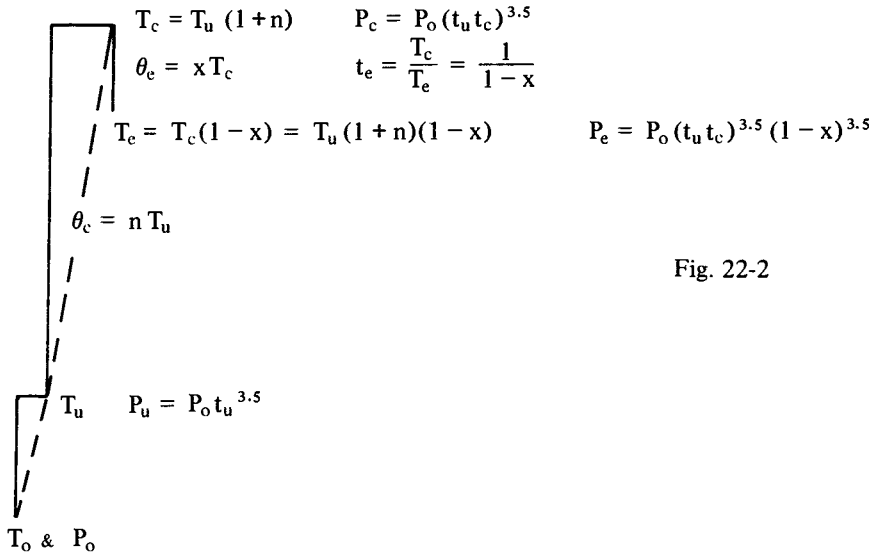 T_c = T_u (1+n) P_c = P_o (t_u t_c)^3.5
θ_e = x T_c t_e = T_c/T_e = 1/(1 − x)
T_e = T_c (1 − x) = T_u (1 + n) (1 − x) P_e = P_o (t_u t_c)^3.5 (1 − x)^3.5
θ_c = n T_u
Fig. 22-2
T_u P_u = P_o t_u^3.5
T_o & P_o